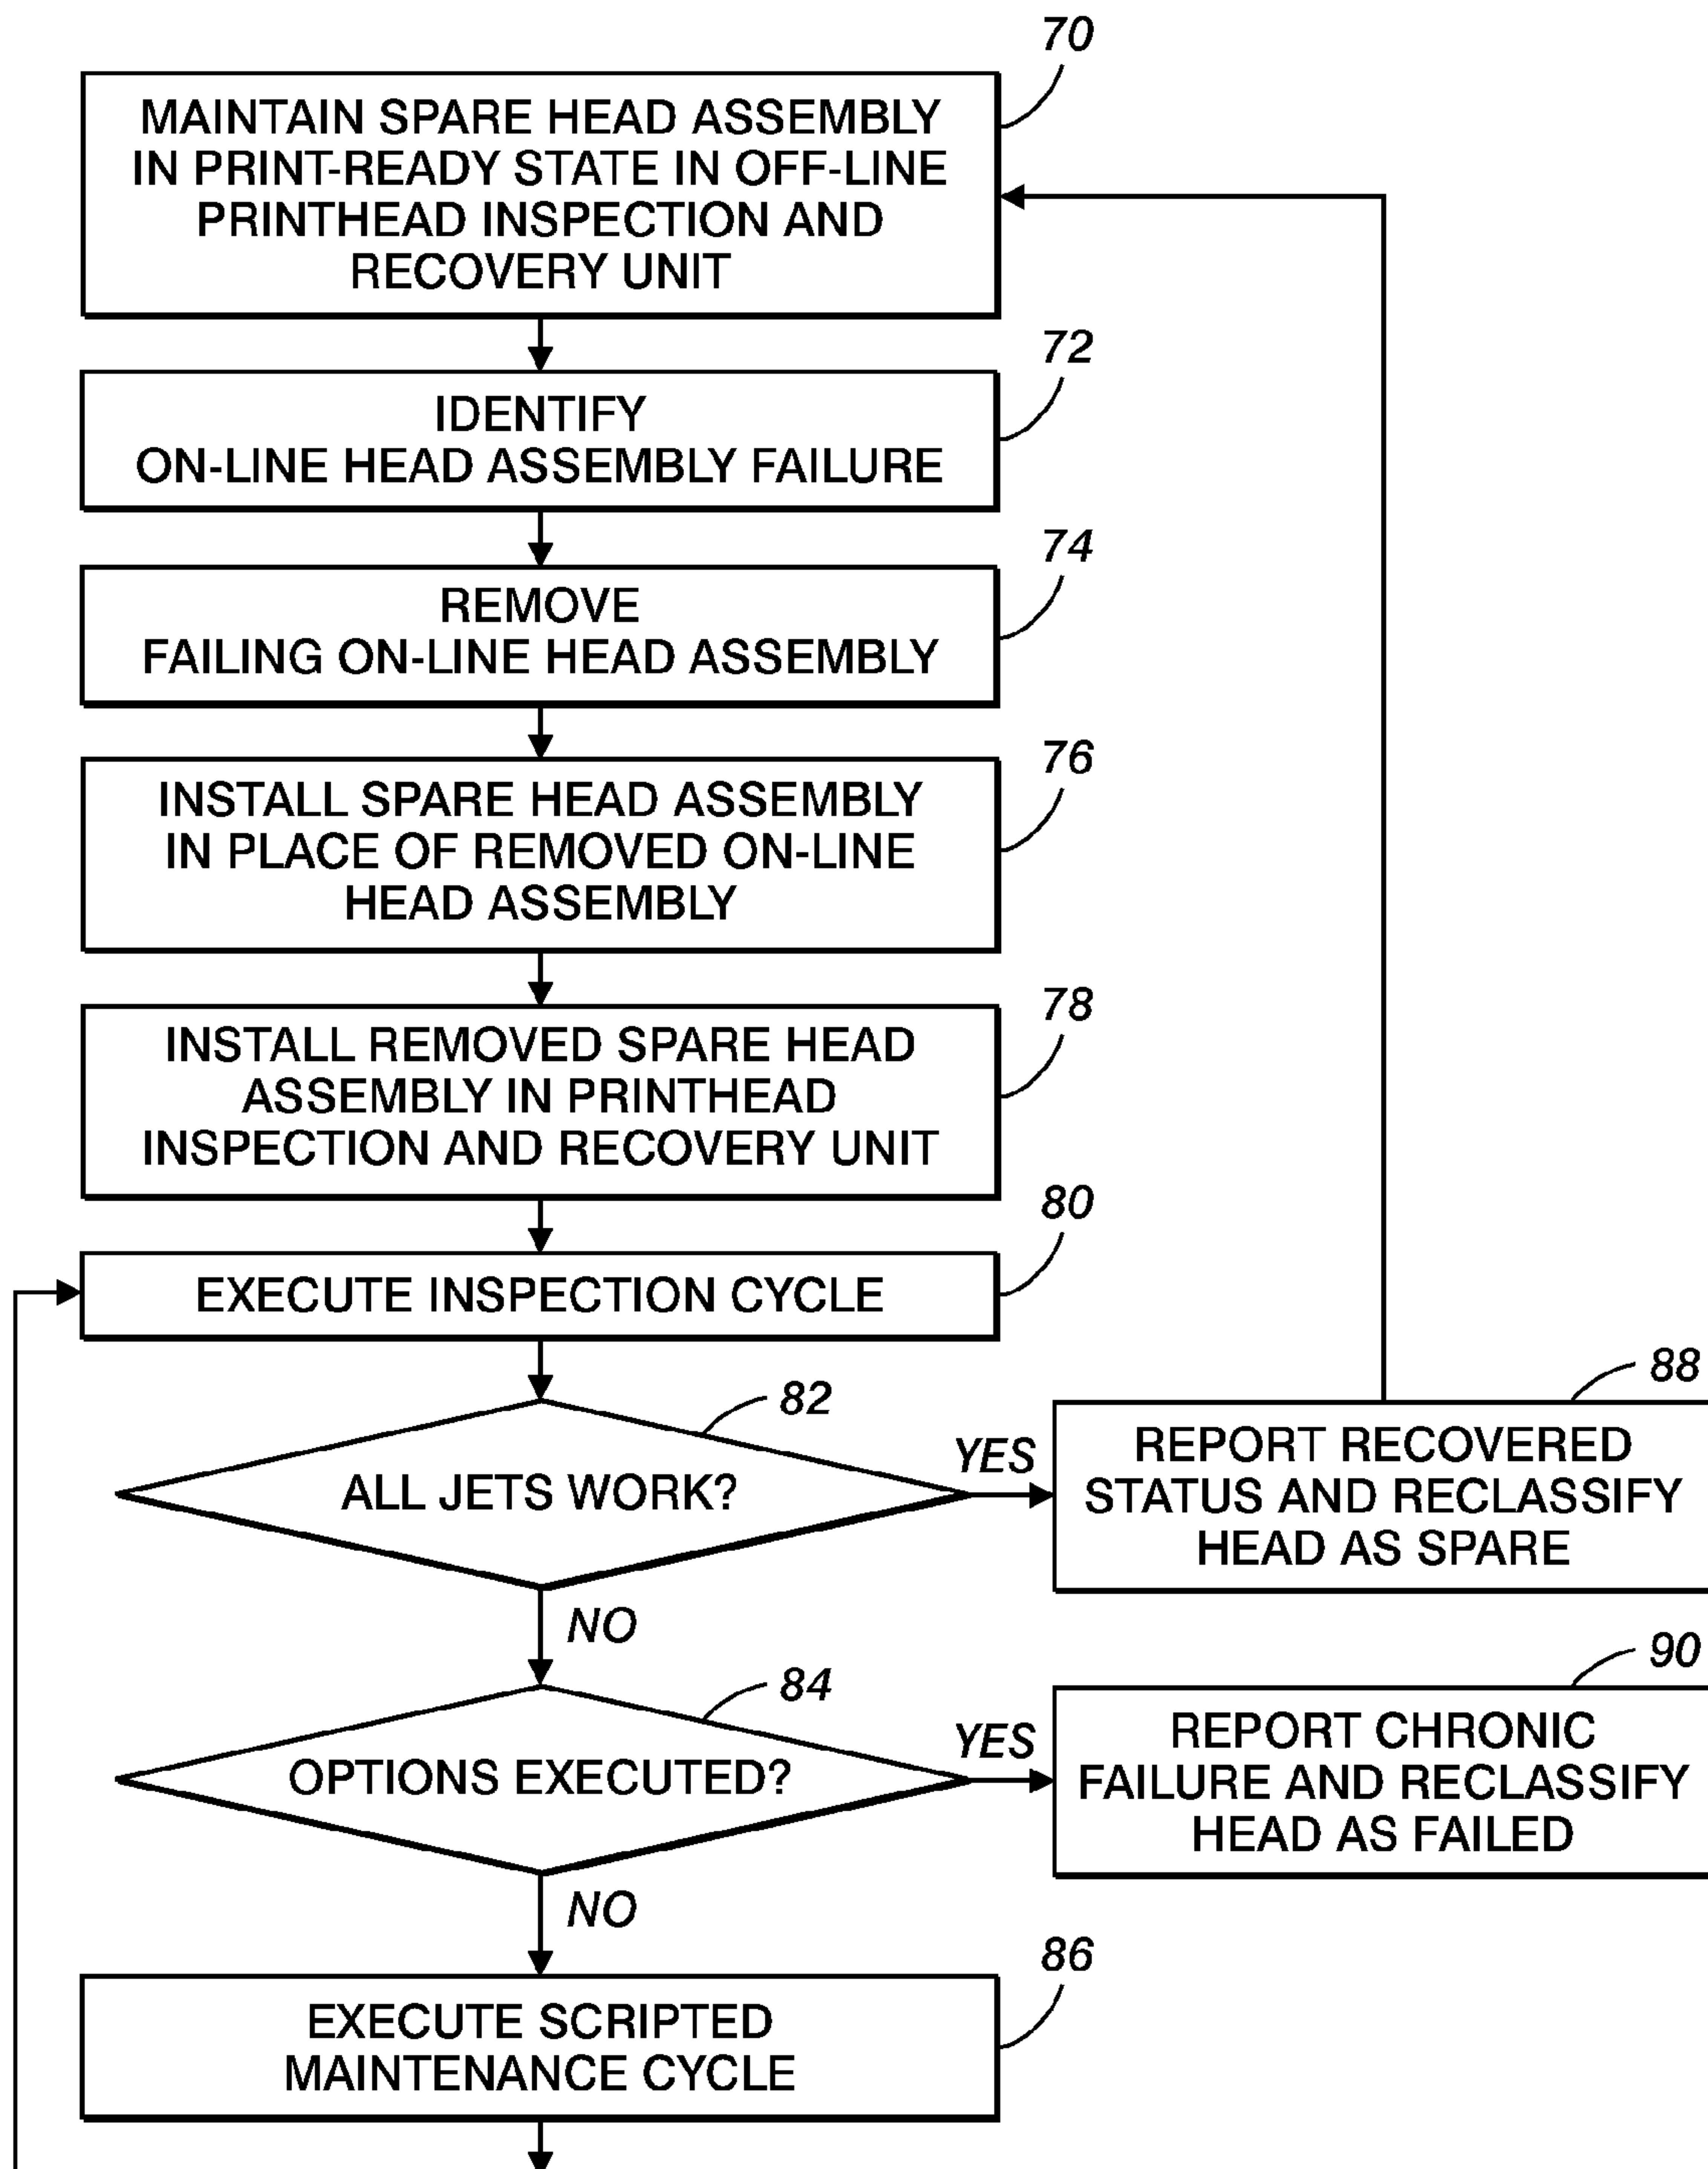 70
MAINTAIN SPARE HEAD ASSEMBLY
IN PRINT-READY STATE IN OFF-LINE
PRINTHEAD INSPECTION AND
RECOVERY UNIT
72
IDENTIFY
ON-LINE HEAD ASSEMBLY FAILURE
74
REMOVE
FAILING ON-LINE HEAD ASSEMBLY
76
INSTALL SPARE HEAD ASSEMBLY
IN PLACE OF REMOVED ON-LINE
HEAD ASSEMBLY
78
INSTALL REMOVED SPARE HEAD
ASSEMBLY IN PRINTHEAD
INSPECTION AND RECOVERY UNIT
80
EXECUTE INSPECTION CYCLE
82
ALL JETS WORK?
YES
88
REPORT RECOVERED
STATUS AND RECLASSIFY
HEAD AS SPARE
NO
84
OPTIONS EXECUTED?
YES
90
REPORT CHRONIC
FAILURE AND RECLASSIFY
HEAD AS FAILED
NO
86
EXECUTE SCRIPTED
MAINTENANCE CYCLE